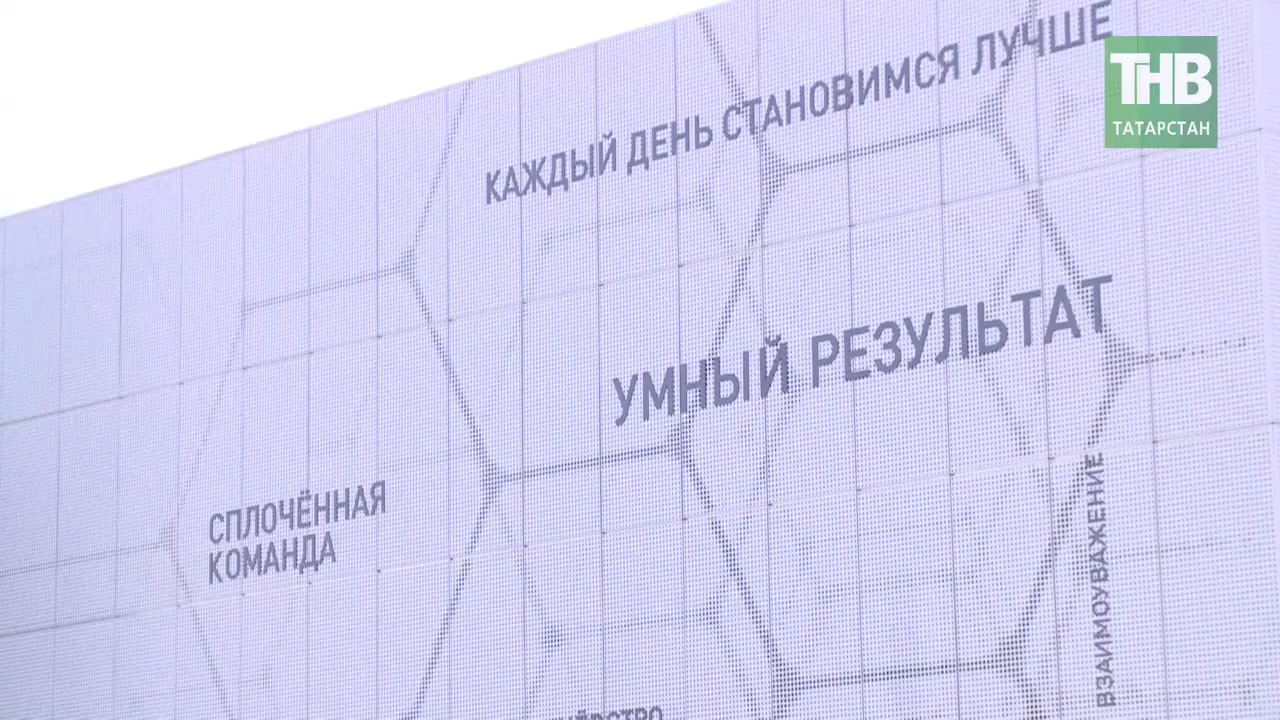 КАЖДЫЙ ДЕНЬ СТАНОВИМСЯ ЛУЧШЕ
ТНВ
ТАТАРСТАН
УМНЫЙ РЕЗУЛЬТАТ
СПЛОЧЁННАЯ
КОМАНДА
ВЗАИМОУВАЖЕНИЕ